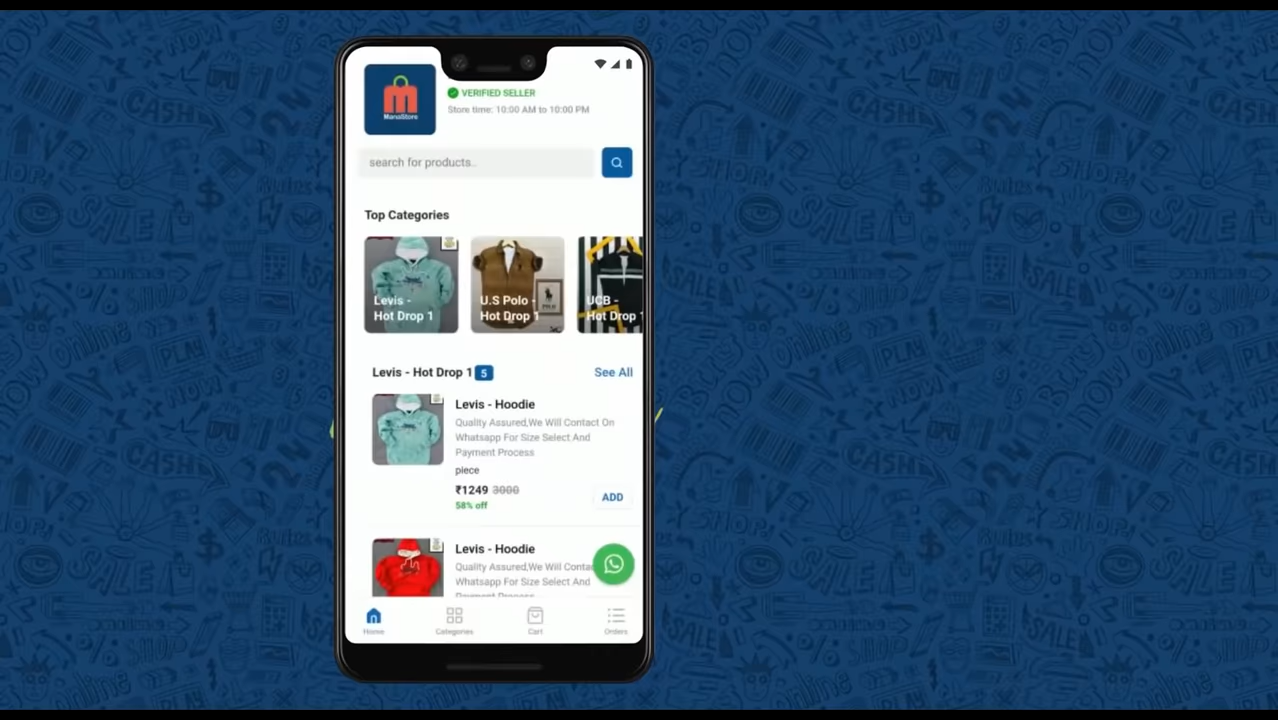 ManaStore
VERIFIED SELLER
Store time: 10:00 AM to 10:00 PM
search for products..
Top Categories
Levis -
Hot Drop 1
U.S Polo -
Hot Drop 1
UCB -
Hot Drop 1
Levis - Hot Drop 1 5
See All
Levis - Hoodie
Quality Assured,We Will Contact On
Whatsapp For Size Select And
Payment Process
piece
₹1249 3000
58% off
ADD
Levis - Hoodie
Quality Assured,We Will Conta
Whatsapp For Size Select And
Payment Process
Home
Categories
Cart
Orders